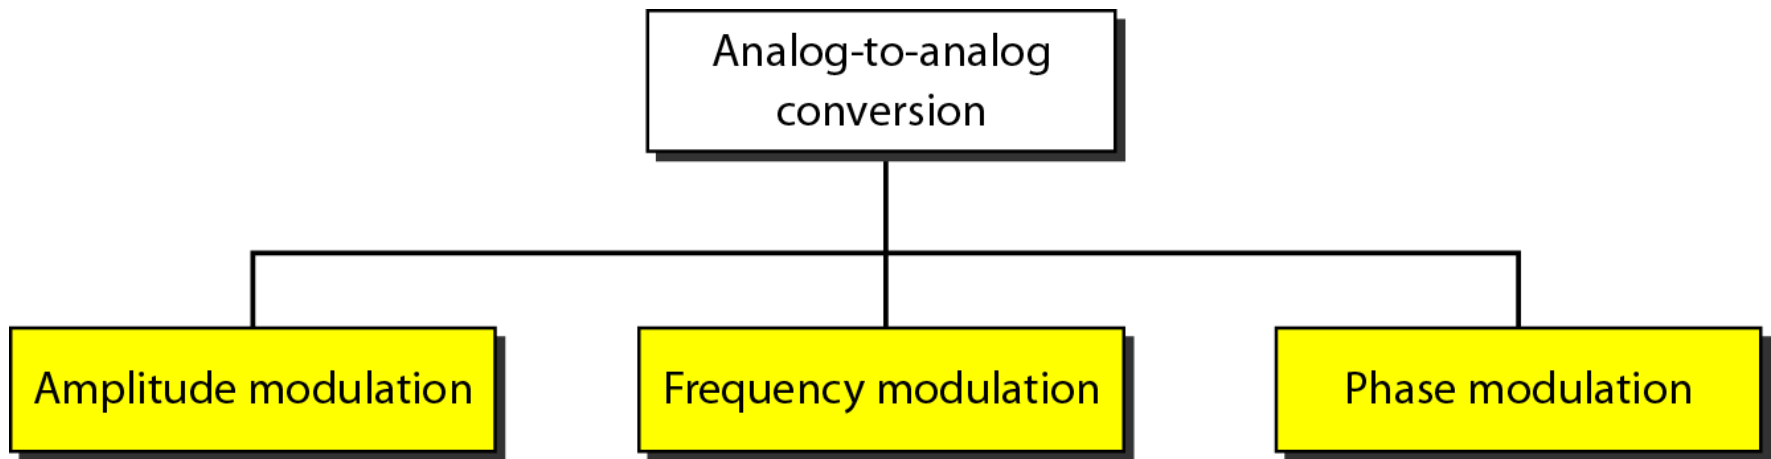 Analog-to-analog
conversion
Amplitude modulation
Frequency modulation
Phase modulation